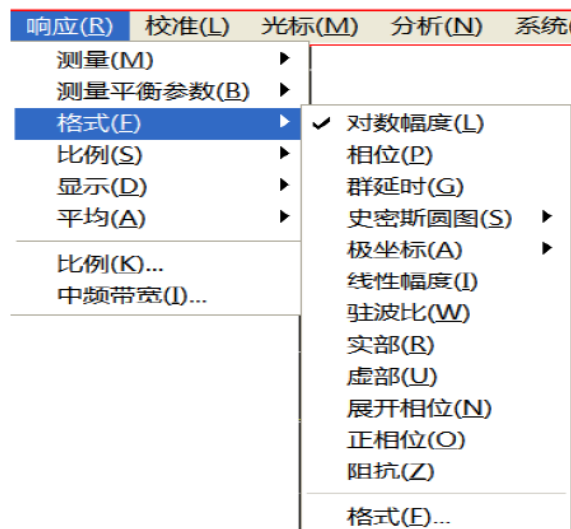 响应(R) 校准(L) 光标(M) 分析(N) 系统(
测量(M)
测量平衡参数(B)
格式(F)
比例(S)
显示(D)
平均(A)
比例(K)...
中频带宽(I)...
对数幅度(L)
相位(P)
群延时(G)
史密斯圆图(S)
极坐标(A)
线性幅度(I)
驻波比(W)
实部(R)
虚部(U)
展开相位(N)
正相位(O)
阻抗(Z)
格式(F)...